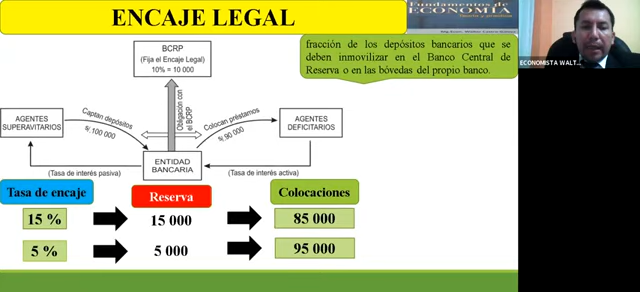 ENCAJE LEGAL
Fundamentos de
ECONOMÍA
fracción de los depósitos bancarios que se
deben inmovilizar en el Banco Central de
Reserva o en las bóvedas del propio banco.
ECONOMISTA WALT...
BCRP
(Fija el Encaje Legal)
10% = 10 000
Obligación con
el BCRP
Captan depósitos
S/.100 000
Colocan préstamos
S/.90 000
AGENTES
SUPERAVITARIOS
AGENTES
DEFICITARIOS
ENTIDAD
BANCARIA
(Tasa de interés pasiva)
(Tasa de interés activa)
Tasa de encaje
Reserva
Colocaciones
15 %
15 000
85 000
5 %
5 000
95 000